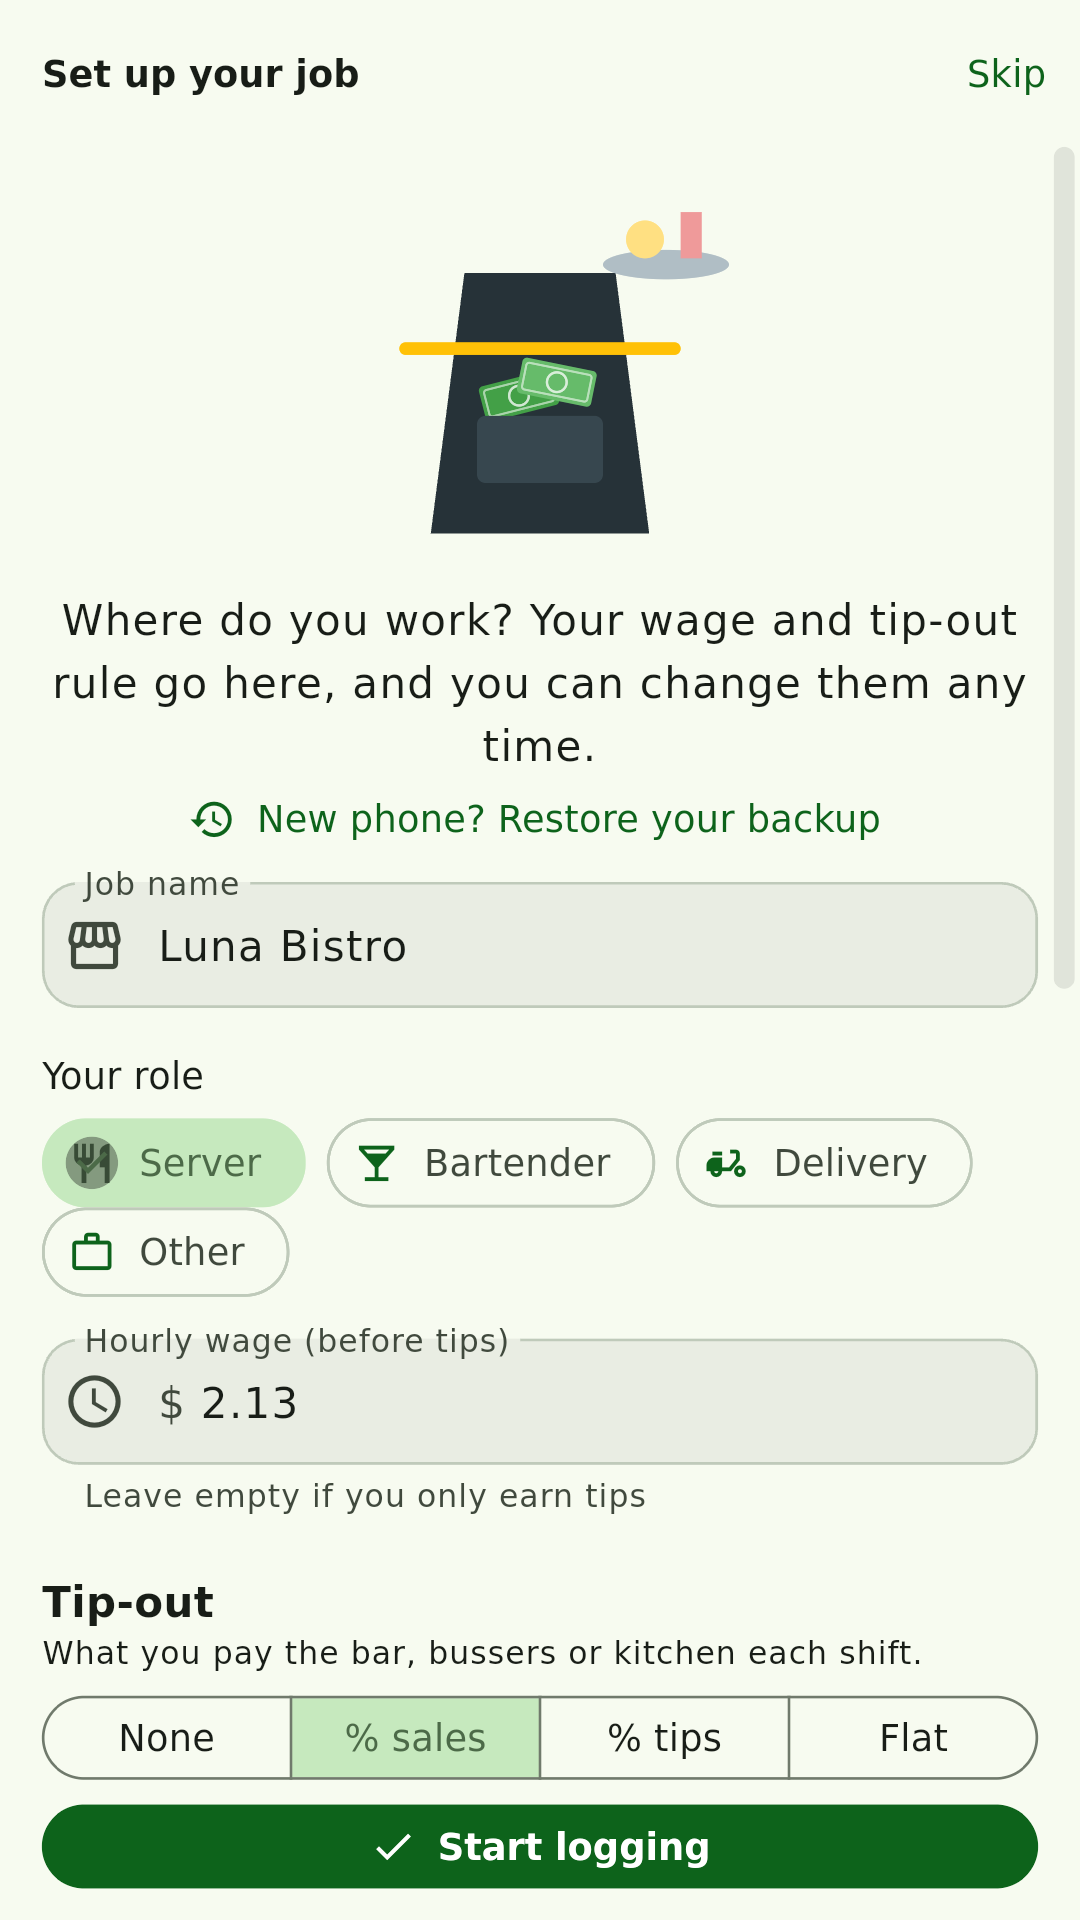 Set up your job
Skip
Where do you work? Your wage and tip-out
rule go here, and you can change them any
time.
New phone? Restore your backup
Job name
Luna Bistro
Your role
Server
Bartender
Delivery
Other
Hourly wage (before tips)
$ 2.13
Leave empty if you only earn tips
Tip-out
What you pay the bar, bussers or kitchen each shift.
None
% sales
% tips
Flat
Start logging